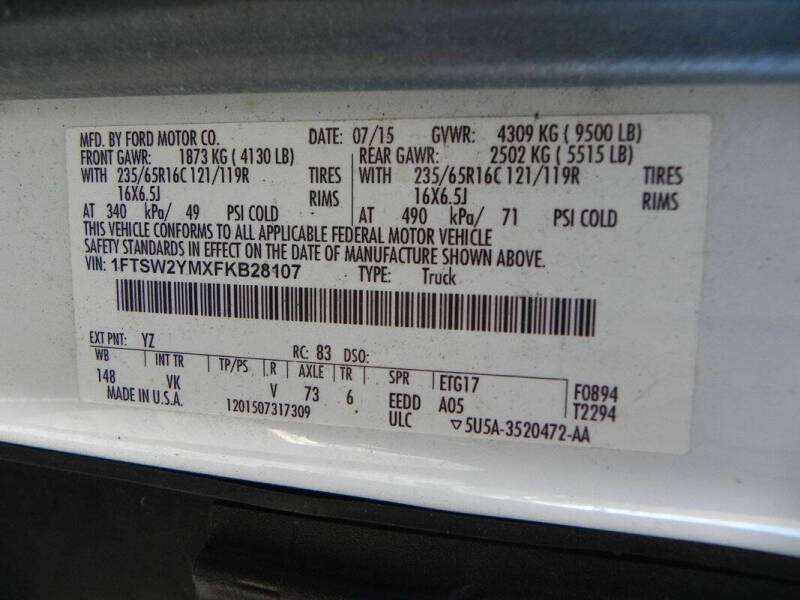 MFD. BY FORD MOTOR CO. DATE: 07/15 GVWR: 4309 KG ( 9500 LB)
FRONT GAWR: 1873 KG ( 4130 LB) REAR GAWR: 2502 KG ( 5515 LB)
WITH 235/65R16C 121/119R TIRES WITH 235/65R16C 121/119R TIRES
16X6.5J RIMS 16X6.5J RIMS
AT 340 kPa/ 49 PSI COLD AT 490 kPa/ 71 PSI COLD
THIS VEHICLE CONFORMS TO ALL APPLICABLE FEDERAL MOTOR VEHICLE
SAFETY STANDARDS IN EFFECT ON THE DATE OF MANUFACTURE SHOWN ABOVE.
VIN: 1FTSW2YMXFKB28107 TYPE: Truck
EXT PNT: YZ RC: 83 DSO:
WB INT TR TP/PS R AXLE TR SPR ETG17 F0894
148 VK V 73 6 EEDD A05 T2294
MADE IN U.S.A. 1201507317309 ULC ▽5U5A-3520472-AA